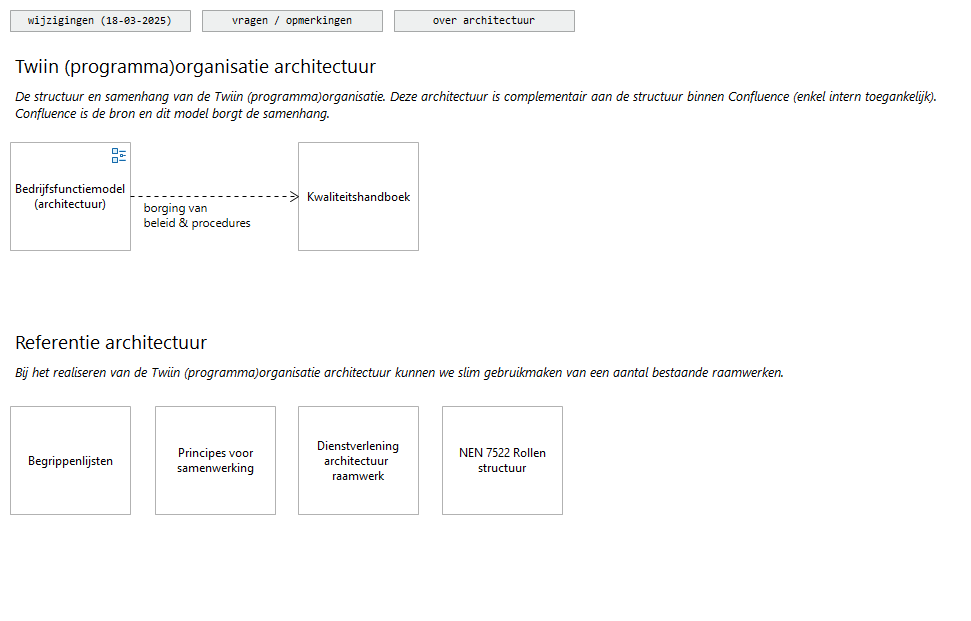 wijzigingen (18-03-2025)
vragen / opmerkingen
over architectuur
Twiin (programma)organisatie architectuur
De structuur en samenhang van de Twiin (programma)organisatie. Deze architectuur is complementair aan de structuur binnen Confluence (enkel intern toegankelijk).
Confluence is de bron en dit model borgt de samenhang.
Bedrijfsfunctiemodel
(architectuur)
borging van
beleid & procedures
Kwaliteitshandboek
Referentie architectuur
Bij het realiseren van de Twiin (programma)organisatie architectuur kunnen we slim gebruikmaken van een aantal bestaande raamwerken.
Begrippenlijsten
Principes voor
samenwerking
Dienstverlening
architectuur
raamwerk
NEN 7522 Rollen
structuur